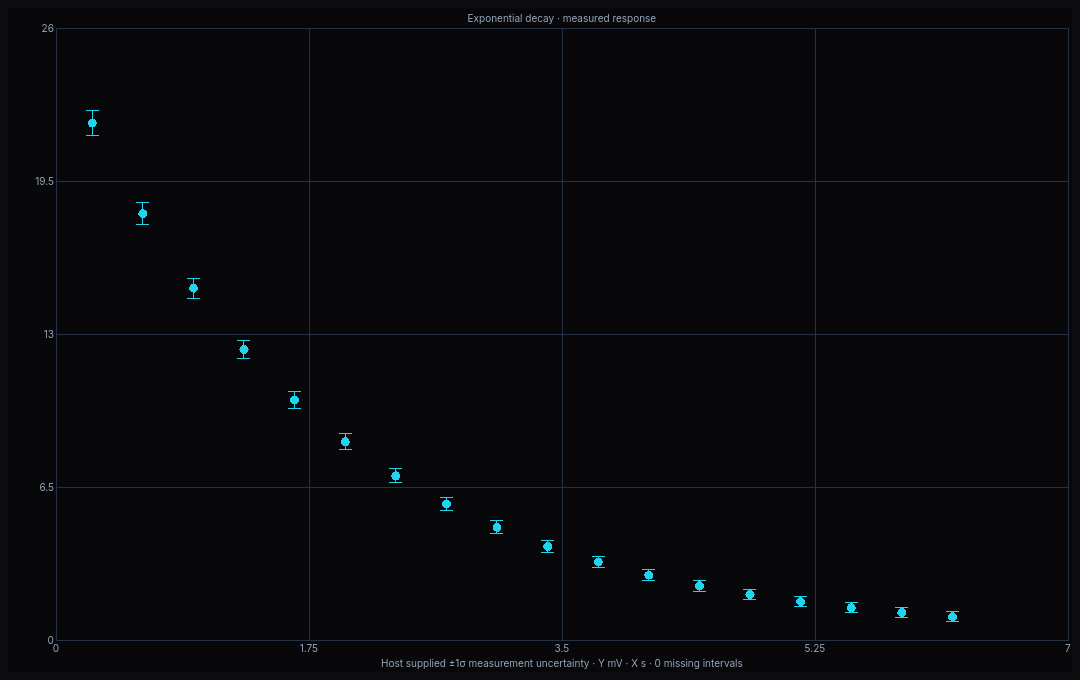 Exponential decay · measured response
26
19.5
13
6.5
0
0 1.75 3.5 5.25 7
Host supplied ±1σ measurement uncertainty · Y mV · X s · 0 missing intervals